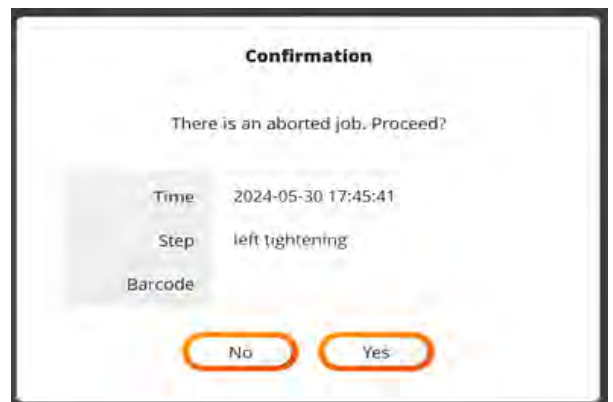 Confirmation
There is an aborted job. Proceed?
Time 2024-05-30 17:45:41
Step left tightening
Barcode
No Yes